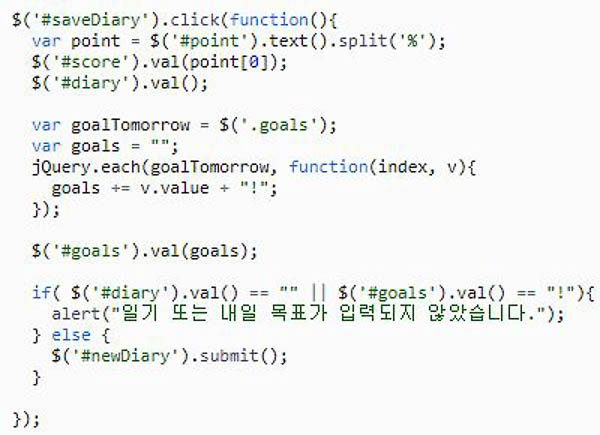 $('#saveDiary').click(function(){
  var point = $('#point').text().split('%');
  $('#score').val(point[0]);
  $('#diary').val();

  var goalTomorrow = $('.goals');
  var goals = "";
  jQuery.each(goalTomorrow, function(index, v){
    goals += v.value + "!";
  });

  $('#goals').val(goals);

  if( $('#diary').val() == "" || $('#goals').val() == "!"){
    alert("일기 또는 내일 목표가 입력되지 않았습니다.");
  } else {
    $('#newDiary').submit();
  }

});